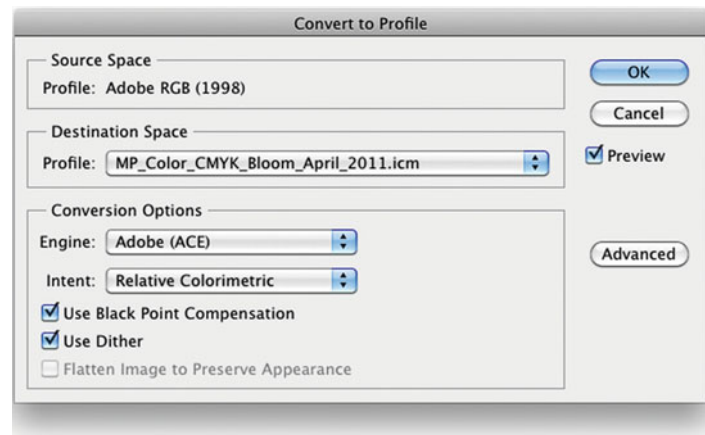 Convert to Profile
Source Space
Profile: Adobe RGB (1998)
Destination Space
Profile: MP_Color_CMYK_Bloom_April_2011.icm
Conversion Options
Engine: Adobe (ACE)
Intent: Relative Colorimetric
Use Black Point Compensation
Use Dither
Flatten Image to Preserve Appearance
OK
Cancel
Preview
Advanced